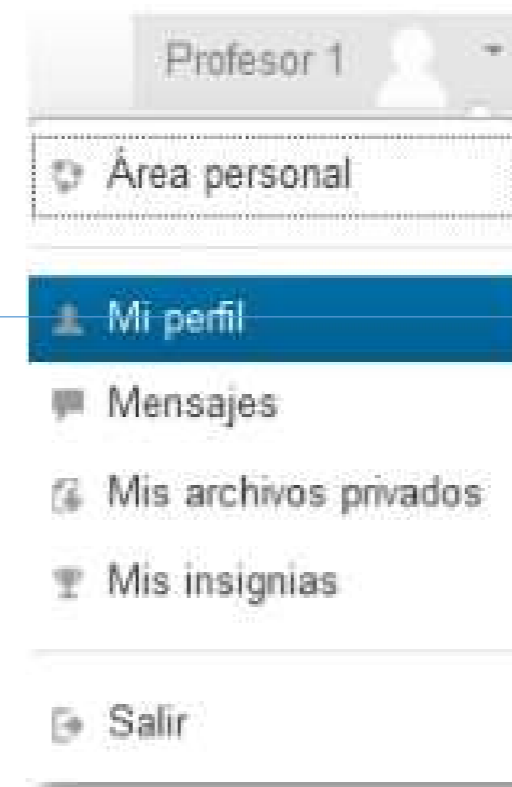 Profesor 1
Área personal
Mi perfil
Mensajes
Mis archivos privados
Mis insignias
Salir